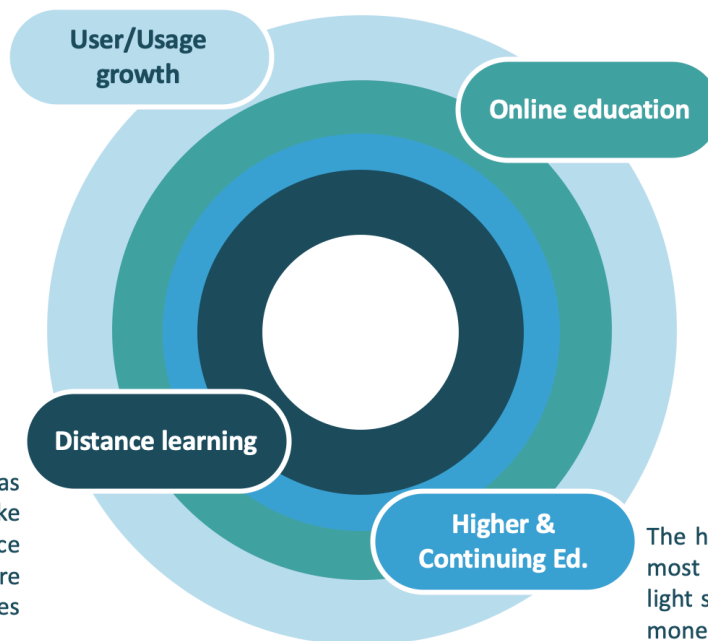 User/Usage
growth
Online education
Distance learning
as
ke
ce
re
es
Higher &
Continuing Ed.
The h
most
light s
mone